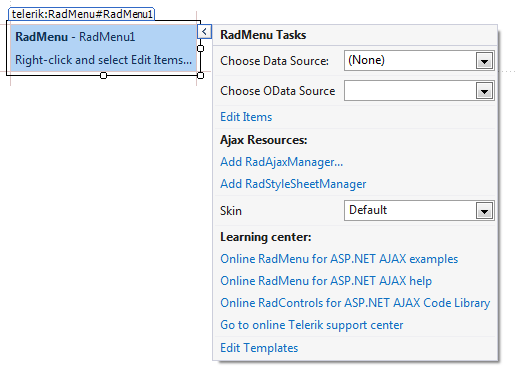 telerik:RadMenu#RadMenu1
RadMenu - RadMenu1
Right-click and select Edit Items...
RadMenu Tasks
Choose Data Source: (None)
Choose OData Source
Edit Items
Ajax Resources:
Add RadAjaxManager...
Add RadStyleSheetManager
Skin Default
Learning center:
Online RadMenu for ASP.NET AJAX examples
Online RadMenu for ASP.NET AJAX help
Online RadControls for ASP.NET AJAX Code Library
Go to online Telerik support center
Edit Templates